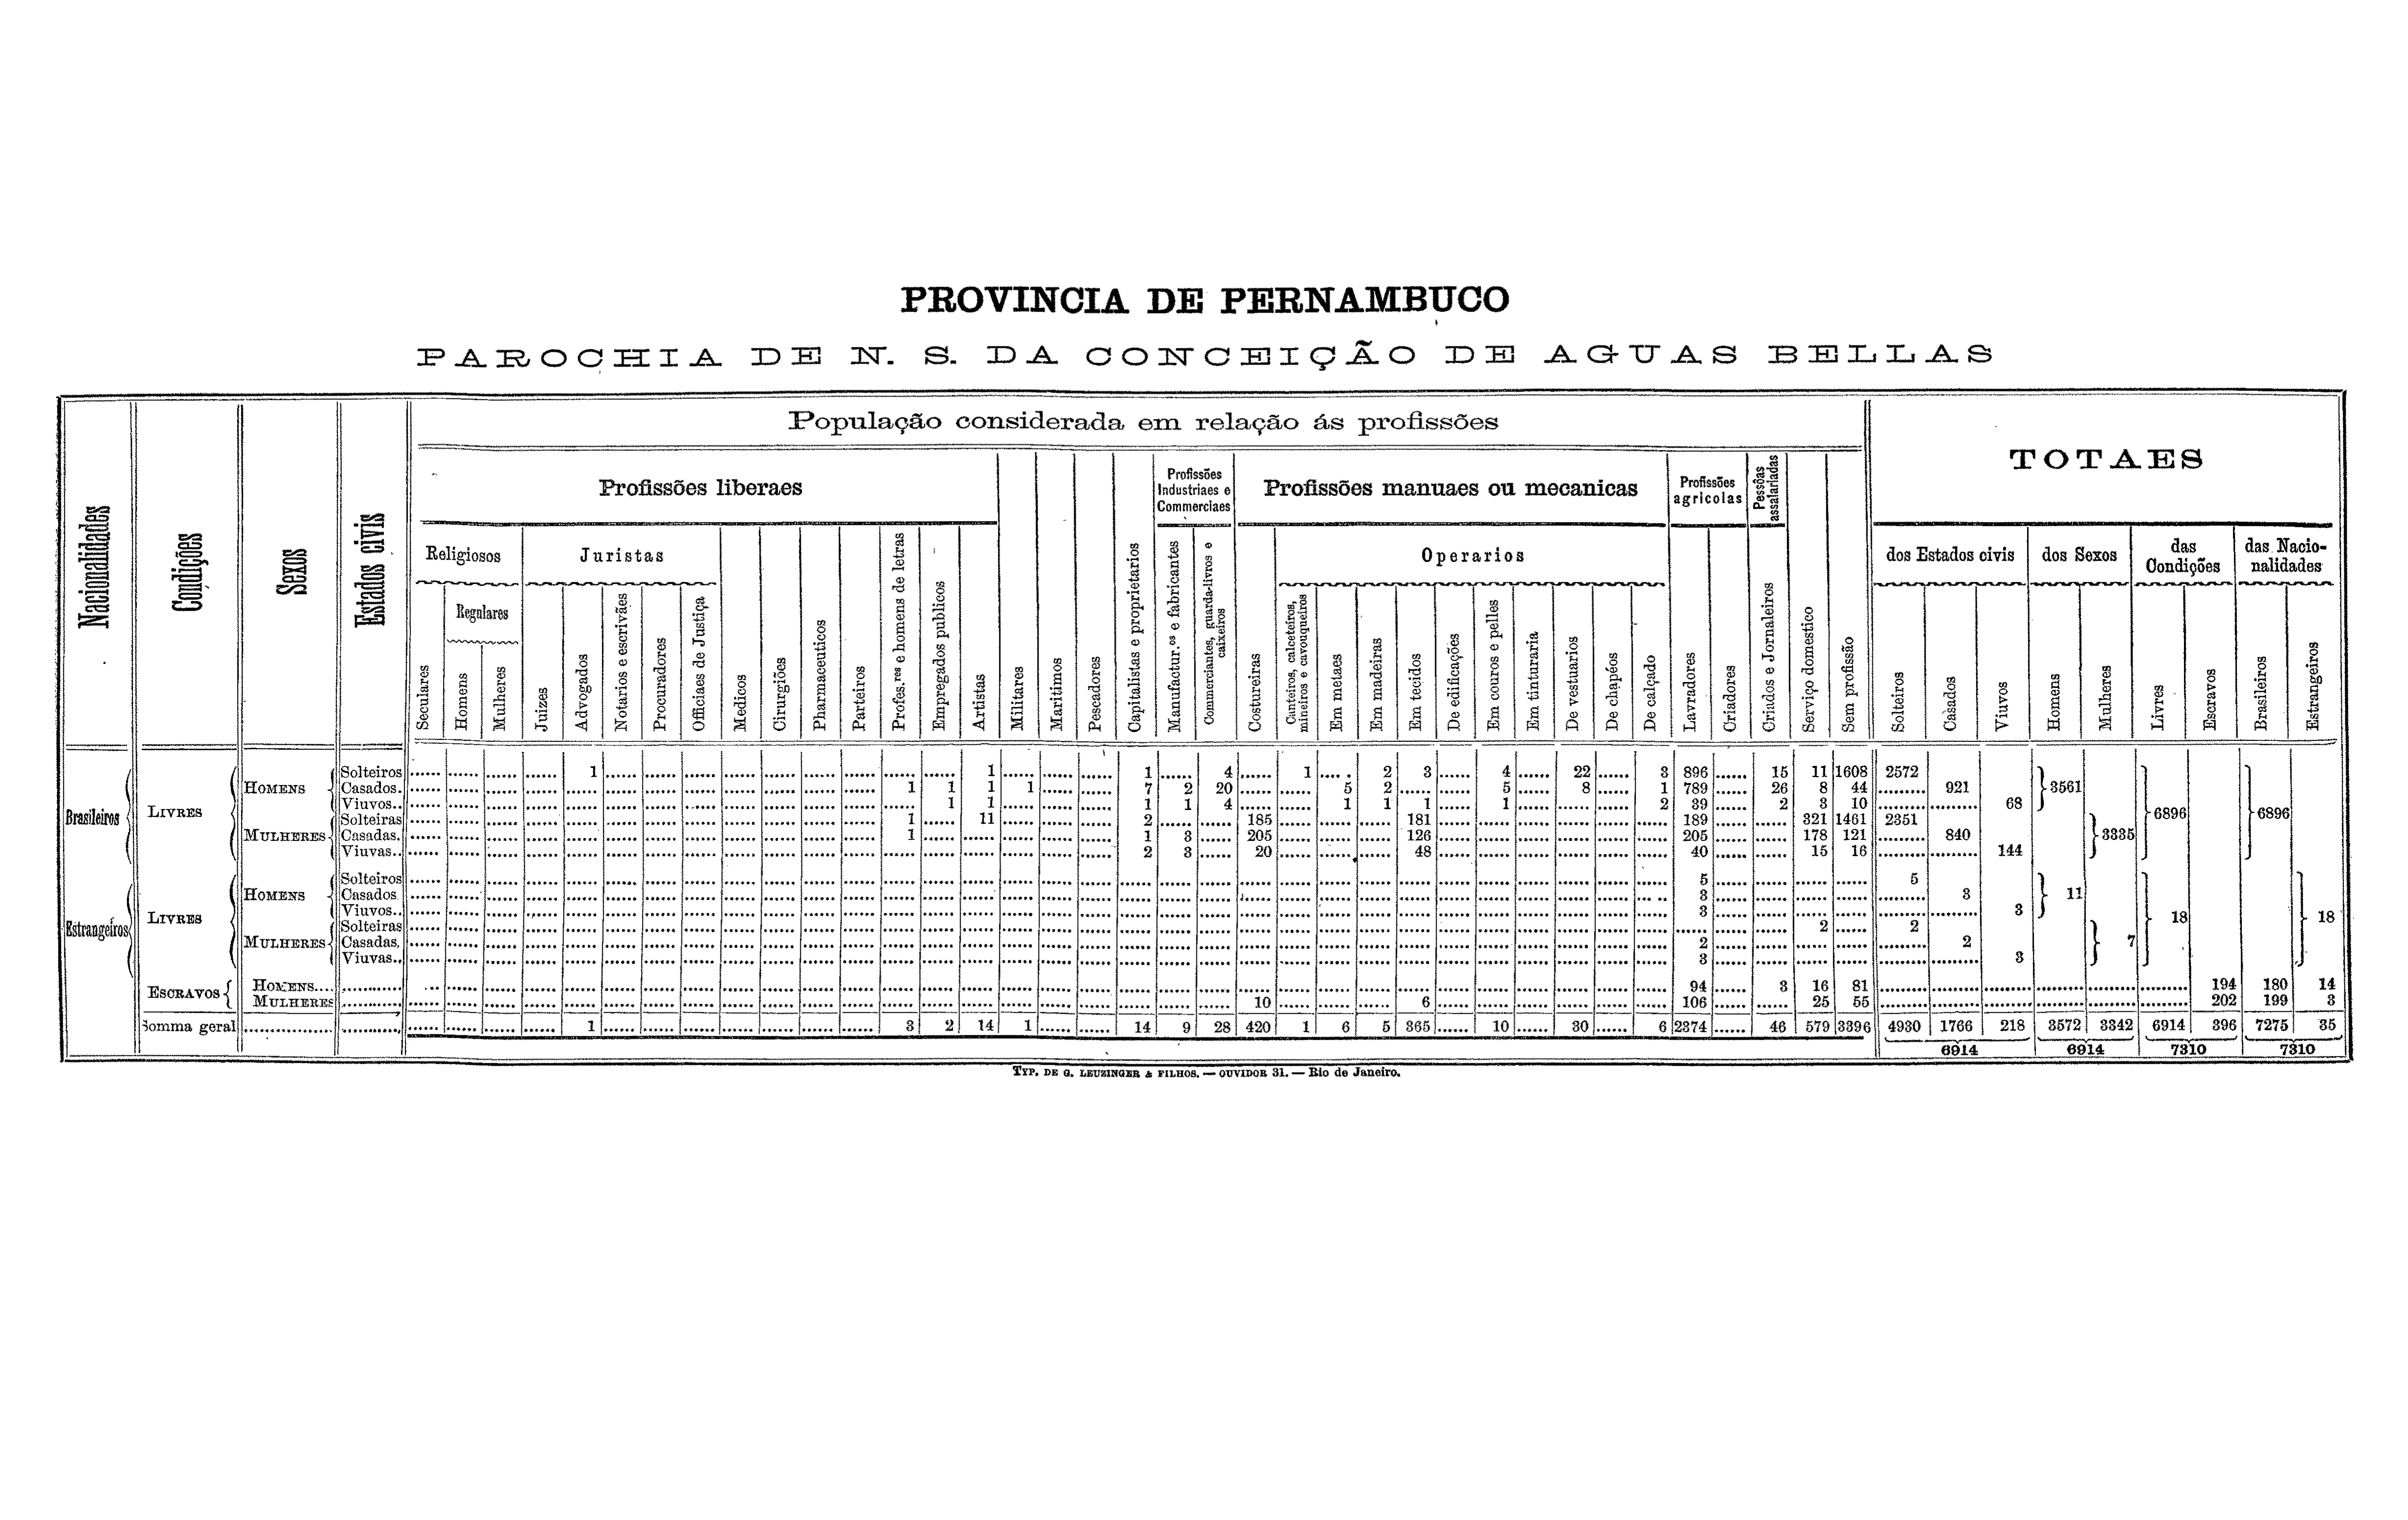 PROVINCIA DE PERNAMBUCO
PAROCHIA DE N. S. DA CONCEIÇÃO DE AGUAS BELLAS
Nacionalidades
Condições
Sexos
Estados civis
População considerada em relação ás profissões
TOTAES
Profissões liberaes
Profissões Industriaes e Commerciaes
Profissões manuaes ou mecanicas
Profissões agricolas
Pessôas assalariadas
Religiosos
Juristas
Operarios
dos Estados civis
dos Sexos
das Condições
das Nacio-nalidades
Regulares
Seculares
Homens
Mulheres
Juizes
Advogados
Notarios e escrivães
Procuradores
Officiaes de Justiça
Medicos
Cirurgiões
Pharmaceuticos
Parteiros
Profes.res e homens de letras
Empregados publicos
Artistas
Militares
Maritimos
Pescadores
Capitalistas e proprietarios
Manufactur.os e fabricantes
Commerciantes, guarda-livros e caixeiros
Costureiras
Canteiros, calceteiros, mineiros e cavouqueiros
Em metaes
Em madeiras
Em tecidos
De edificações
Em couros e pelles
Em tinturaria
De vestuarios
De chapéos
De calçado
Lavradores
Criadores
Criados e Jornaleiros
Serviço domestico
Sem profissão
Solteiros
Casados
Viuvos
Homens
Mulheres
Livres
Escravos
Brasileiros
Estrangeiros
Brasileiros LIVRES HOMENS Solteiros 1 1 1 4 1 2 3 4 22 3 896 15 11 1608 2572
Casados. 1 1 1 1 7 2 20 5 2 5 8 1 789 26 8 44 921 3561
Viuvos.. 1 1 1 1 4 1 1 1 1 2 39 2 3 10 68
MULHERES Solteiras 1 11 2 185 181 189 321 1461 2351 6896 6896
Casadas. 1 1 3 205 126 205 178 121 840 3335
Viuvas.. 2 3 20 48 40 15 16 144
Estrangeiros LIVRES HOMENS Solteiros 5 5
Casados 3 3 11
Viuvos.. 3 3
MULHERES Solteiras 2 2 18 18
Casadas, 2 2 7
Viuvas.. 3 3
ESCRAVOS HOMENS... 94 3 16 81 194 180 14
MULHERES 10 6 106 25 55 202 199 3
Somma geral 1 3 2 14 1 14 9 28 420 1 6 5 365 10 30 6 2374 46 579 3396 4930 1766 218 3572 3342 6914 396 7275 35
6914 6914 7310 7310
TYP. DE G. LEUZINGER & FILHOS. — OUVIDOR 31. — Rio de Janeiro.